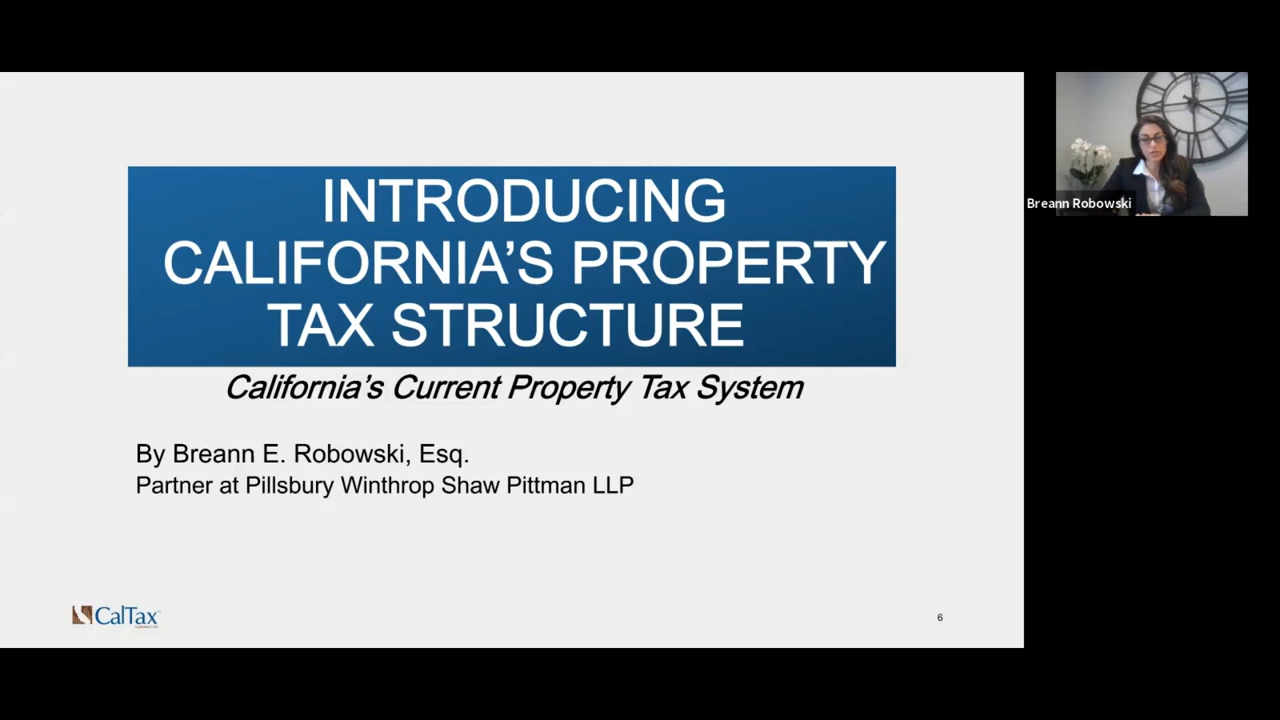 INTRODUCING
CALIFORNIA'S PROPERTY
TAX STRUCTURE
California's Current Property Tax System
By Breann E. Robowski, Esq.
Partner at Pillsbury Winthrop Shaw Pittman LLP
CalTax
6
Breann Robowski